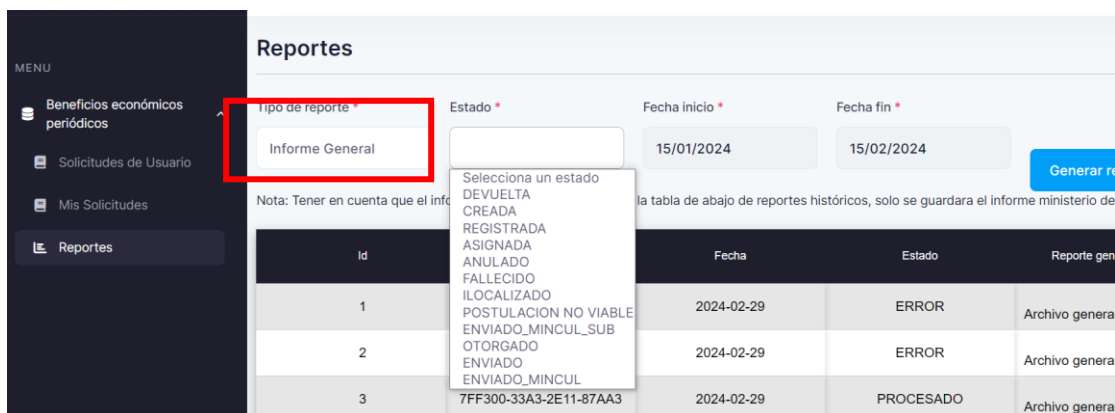 MENU
Beneficios económicos
periódicos
Solicitudes de Usuario
Mis Solicitudes
Reportes
Reportes
Tipo de reporte * Estado * Fecha inicio * Fecha fin *
Informe General 15/01/2024 15/02/2024
Generar re
Selecciona un estado
DEVUELTA
CREADA
REGISTRADA
ASIGNADA
ANULADO
FALLECIDO
ILOCALIZADO
POSTULACION NO VIABLE
ENVIADO_MINCUL_SUB
OTORGADO
ENVIADO
ENVIADO_MINCUL
Nota: Tener en cuenta que el info la tabla de abajo de reportes históricos, solo se guardara el informe ministerio de
Id Fecha Estado Reporte gen
1 2024-02-29 ERROR Archivo genera
2 2024-02-29 ERROR Archivo genera
3 7FF300-33A3-2E11-87AA3 2024-02-29 PROCESADO Archivo genera